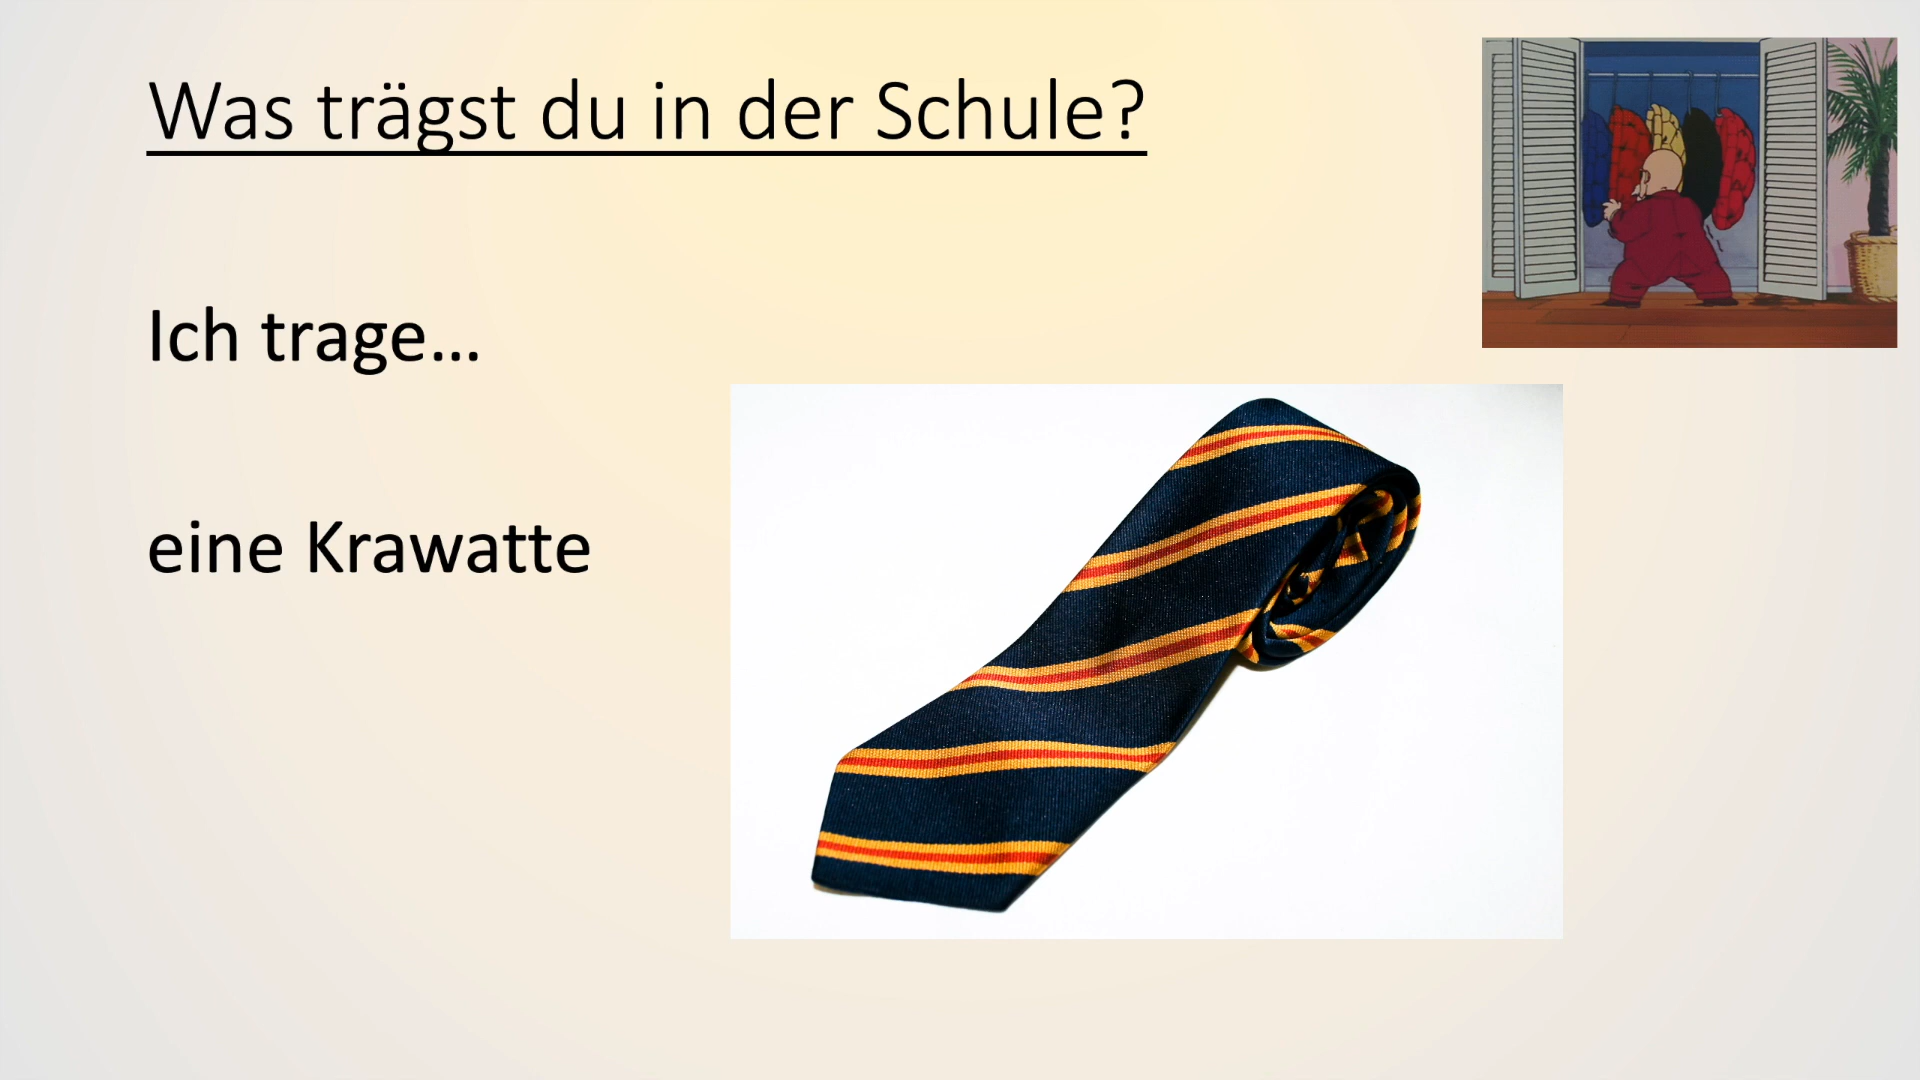 Was trägst du in der Schule?
Ich trage…
eine Krawatte